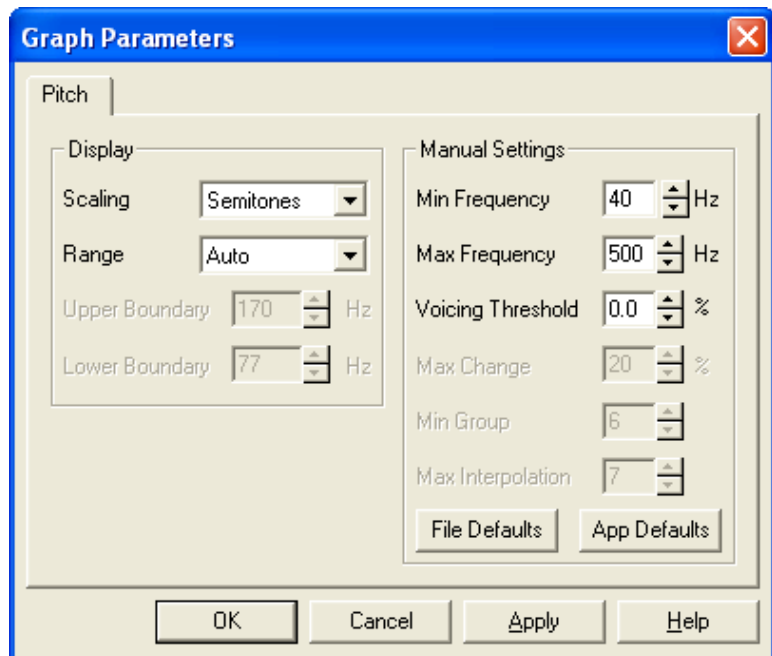 Graph Parameters
Pitch
Display
Scaling Semitones
Range Auto
Upper Boundary 170 Hz
Lower Boundary 77 Hz
Manual Settings
Min Frequency 40 Hz
Max Frequency 500 Hz
Voicing Threshold 0.0 %
Max Change 20 %
Min Group 6
Max Interpolation 7
File Defaults App Defaults
OK Cancel Apply Help